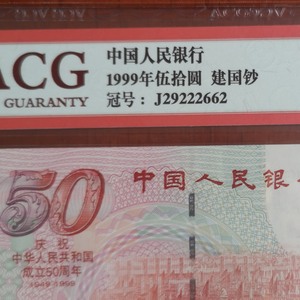 ACG
GUARANTY
中国人民银行
1999年伍拾圆 建国钞
冠号：J29222662
50
中国人民银
庆祝
中华人民共和国
成立50周年
1949-1999